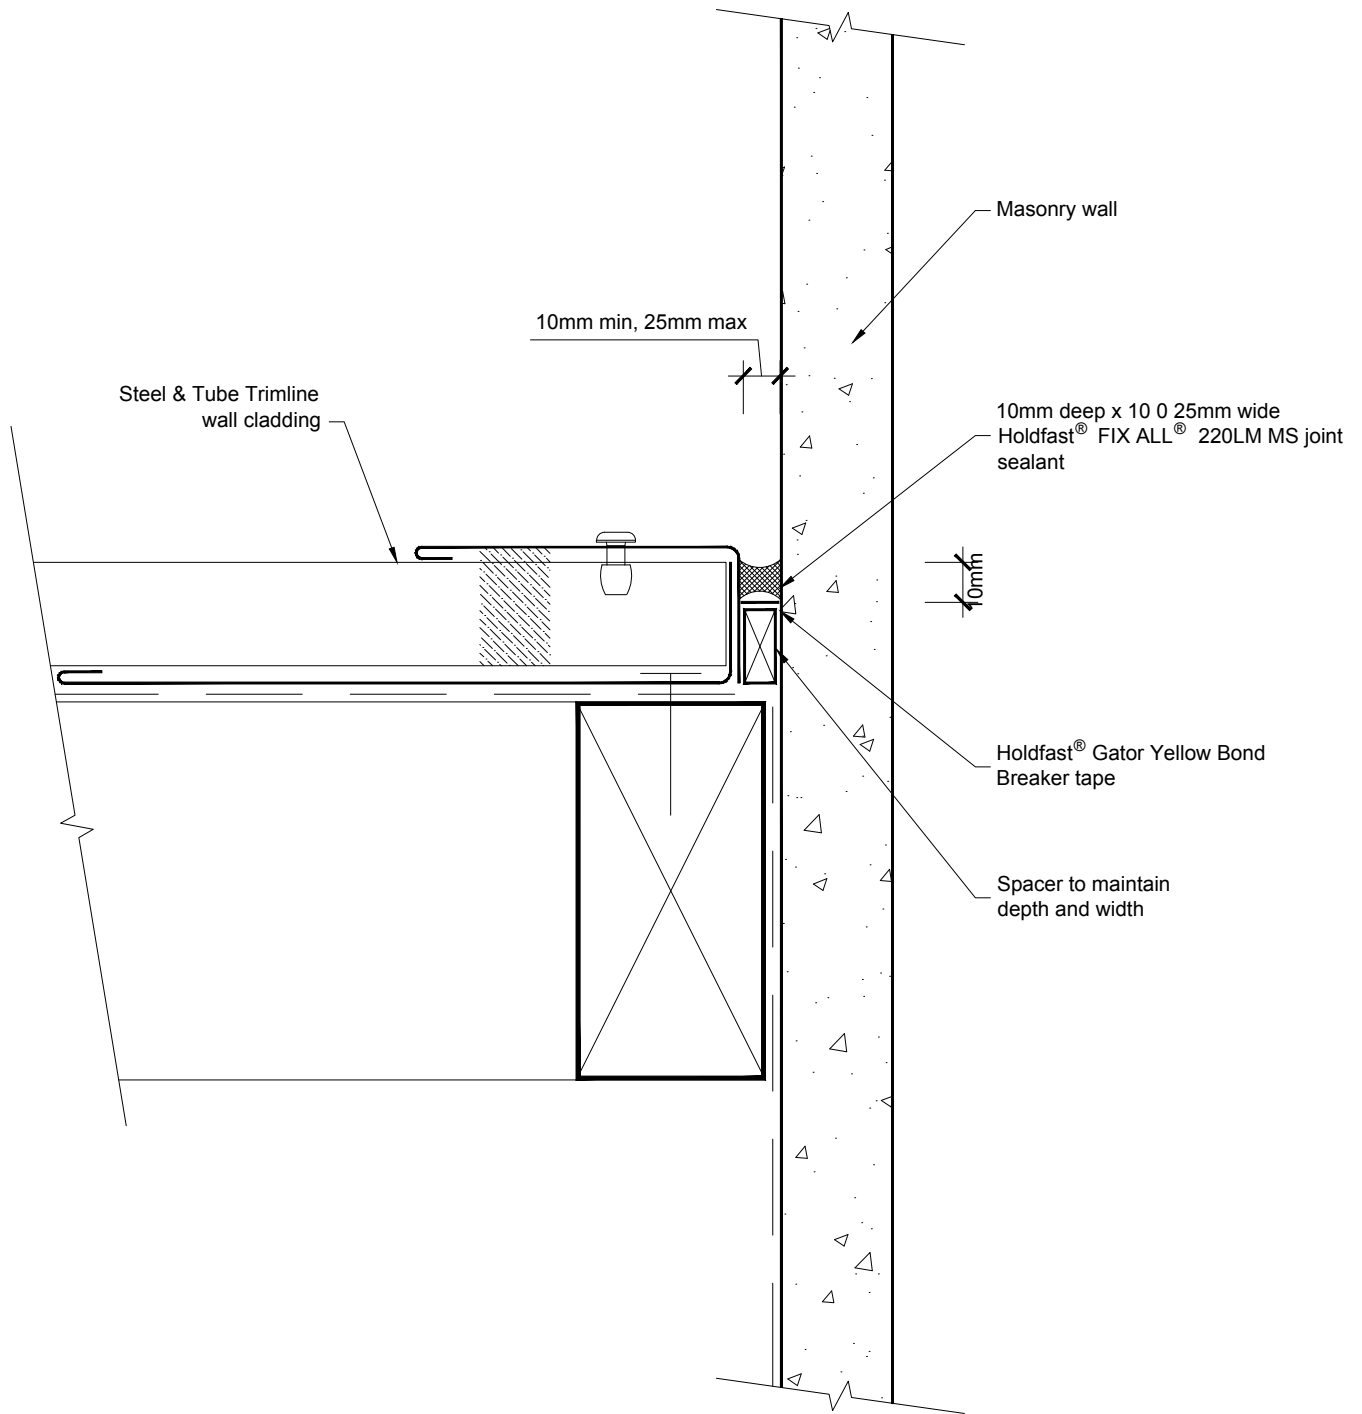 Masonry wall
10mm min, 25mm max
Steel & Tube Trimline
wall cladding
10mm deep x 10 0 25mm wide
Holdfast® FIX ALL® 220LM MS joint
sealant
10mm
Holdfast® Gator Yellow Bond
Breaker tape
Spacer to maintain
depth and width